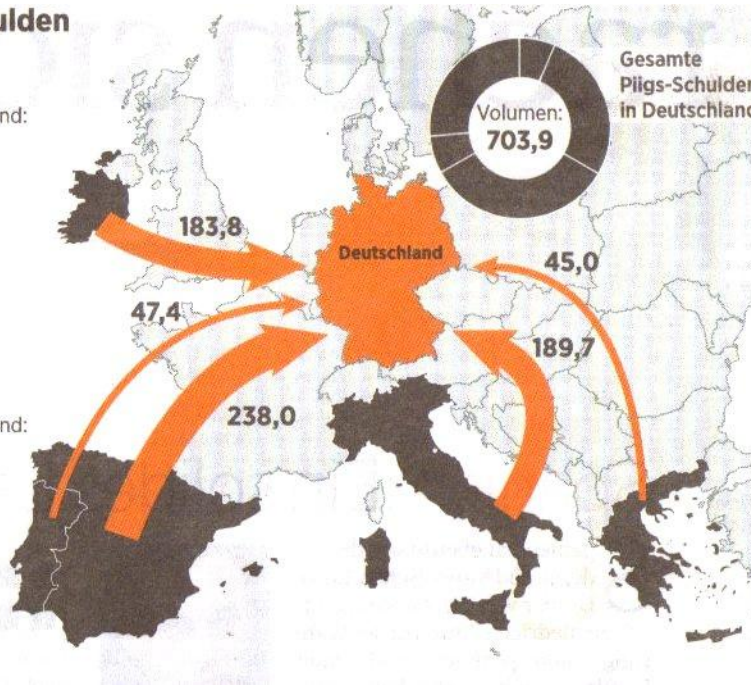 ulden
Gesamte
Piigs-Schulden
in Deutschland
Volumen:
703,9
nd:
183,8
Deutschland
45,0
47,4
189,7
238,0
nd: